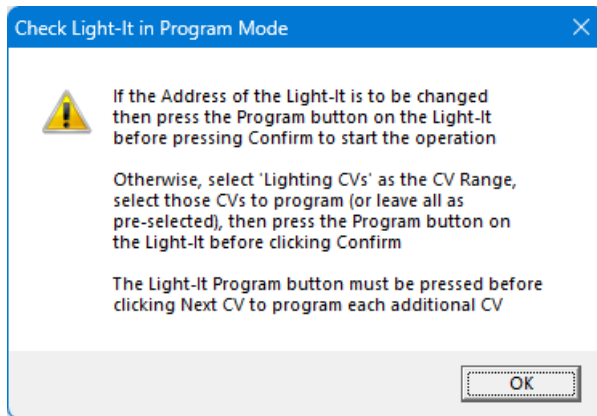 Check Light-It in Program Mode
If the Address of the Light-It is to be changed
then press the Program button on the Light-It
before pressing Confirm to start the operation
Otherwise, select 'Lighting CVs' as the CV Range,
select those CVs to program (or leave all as
pre-selected), then press the Program button on
the Light-It before clicking Confirm
The Light-It Program button must be pressed before
clicking Next CV to program each additional CV
OK